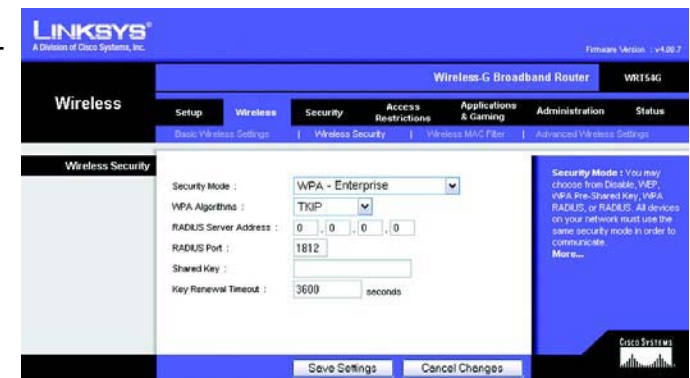 LINKSYS®
A Division of Cisco Systems, Inc.
Firmware Version : v4.00.7
Wireless-G Broadband Router WRT54G
Wireless
Setup Wireless Security Access Restrictions Applications & Gaming Administration Status
Basic Wireless Settings | Wireless Security | Wireless MAC Filter | Advanced Wireless Settings
Wireless Security
Security Mode : WPA - Enterprise
WPA Algorithms : TKIP
RADIUS Server Address : 0 . 0 . 0 . 0
RADIUS Port : 1812
Shared Key :
Key Renewal Timeout : 3600 seconds
Security Mode : You may
choose from Disable, WEP,
WPA Pre-Shared Key, WPA
RADIUS, or RADIUS. All devices
on your network must use the
same security mode in order to
communicate.
More...
Save Settings Cancel Changes
CISCO SYSTEMS